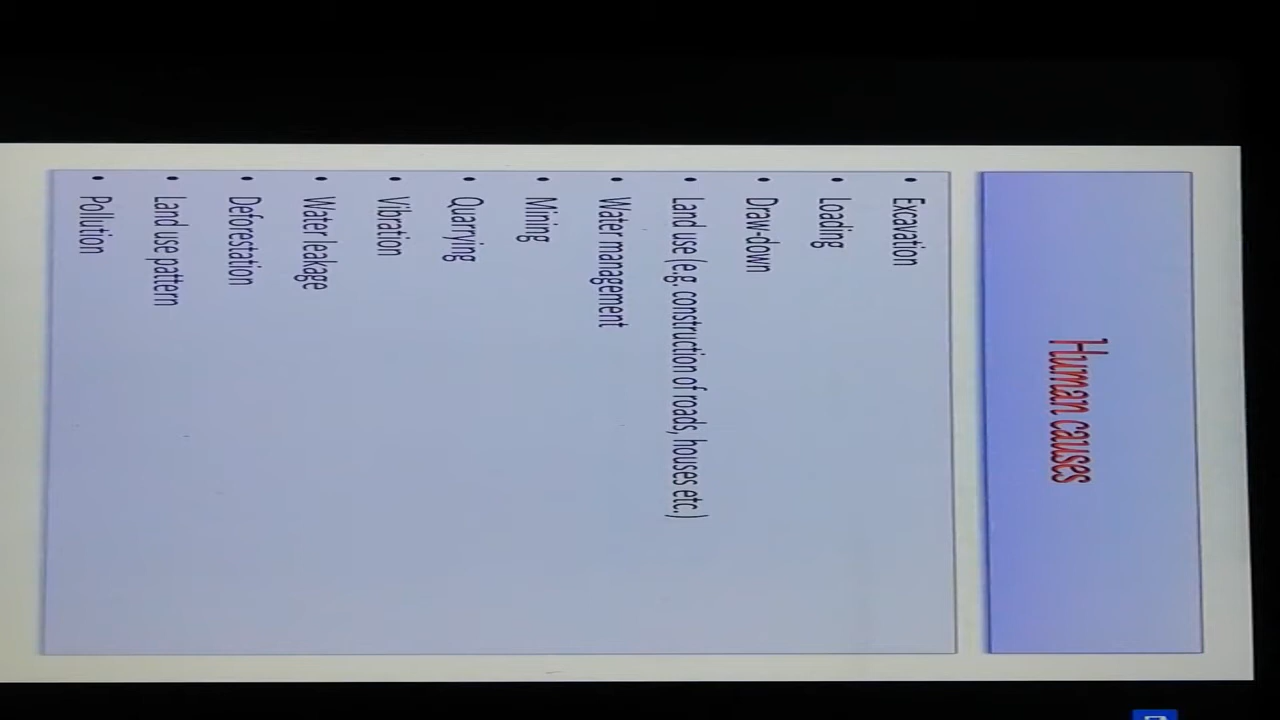 Human causes
• Excavation
• Loading
• Draw-down
• Land use (e.g. construction of roads, houses etc.)
• Water management
• Mining
• Quarrying
• Vibration
• Water leakage
• Deforestation
• Land use pattern
• Pollution